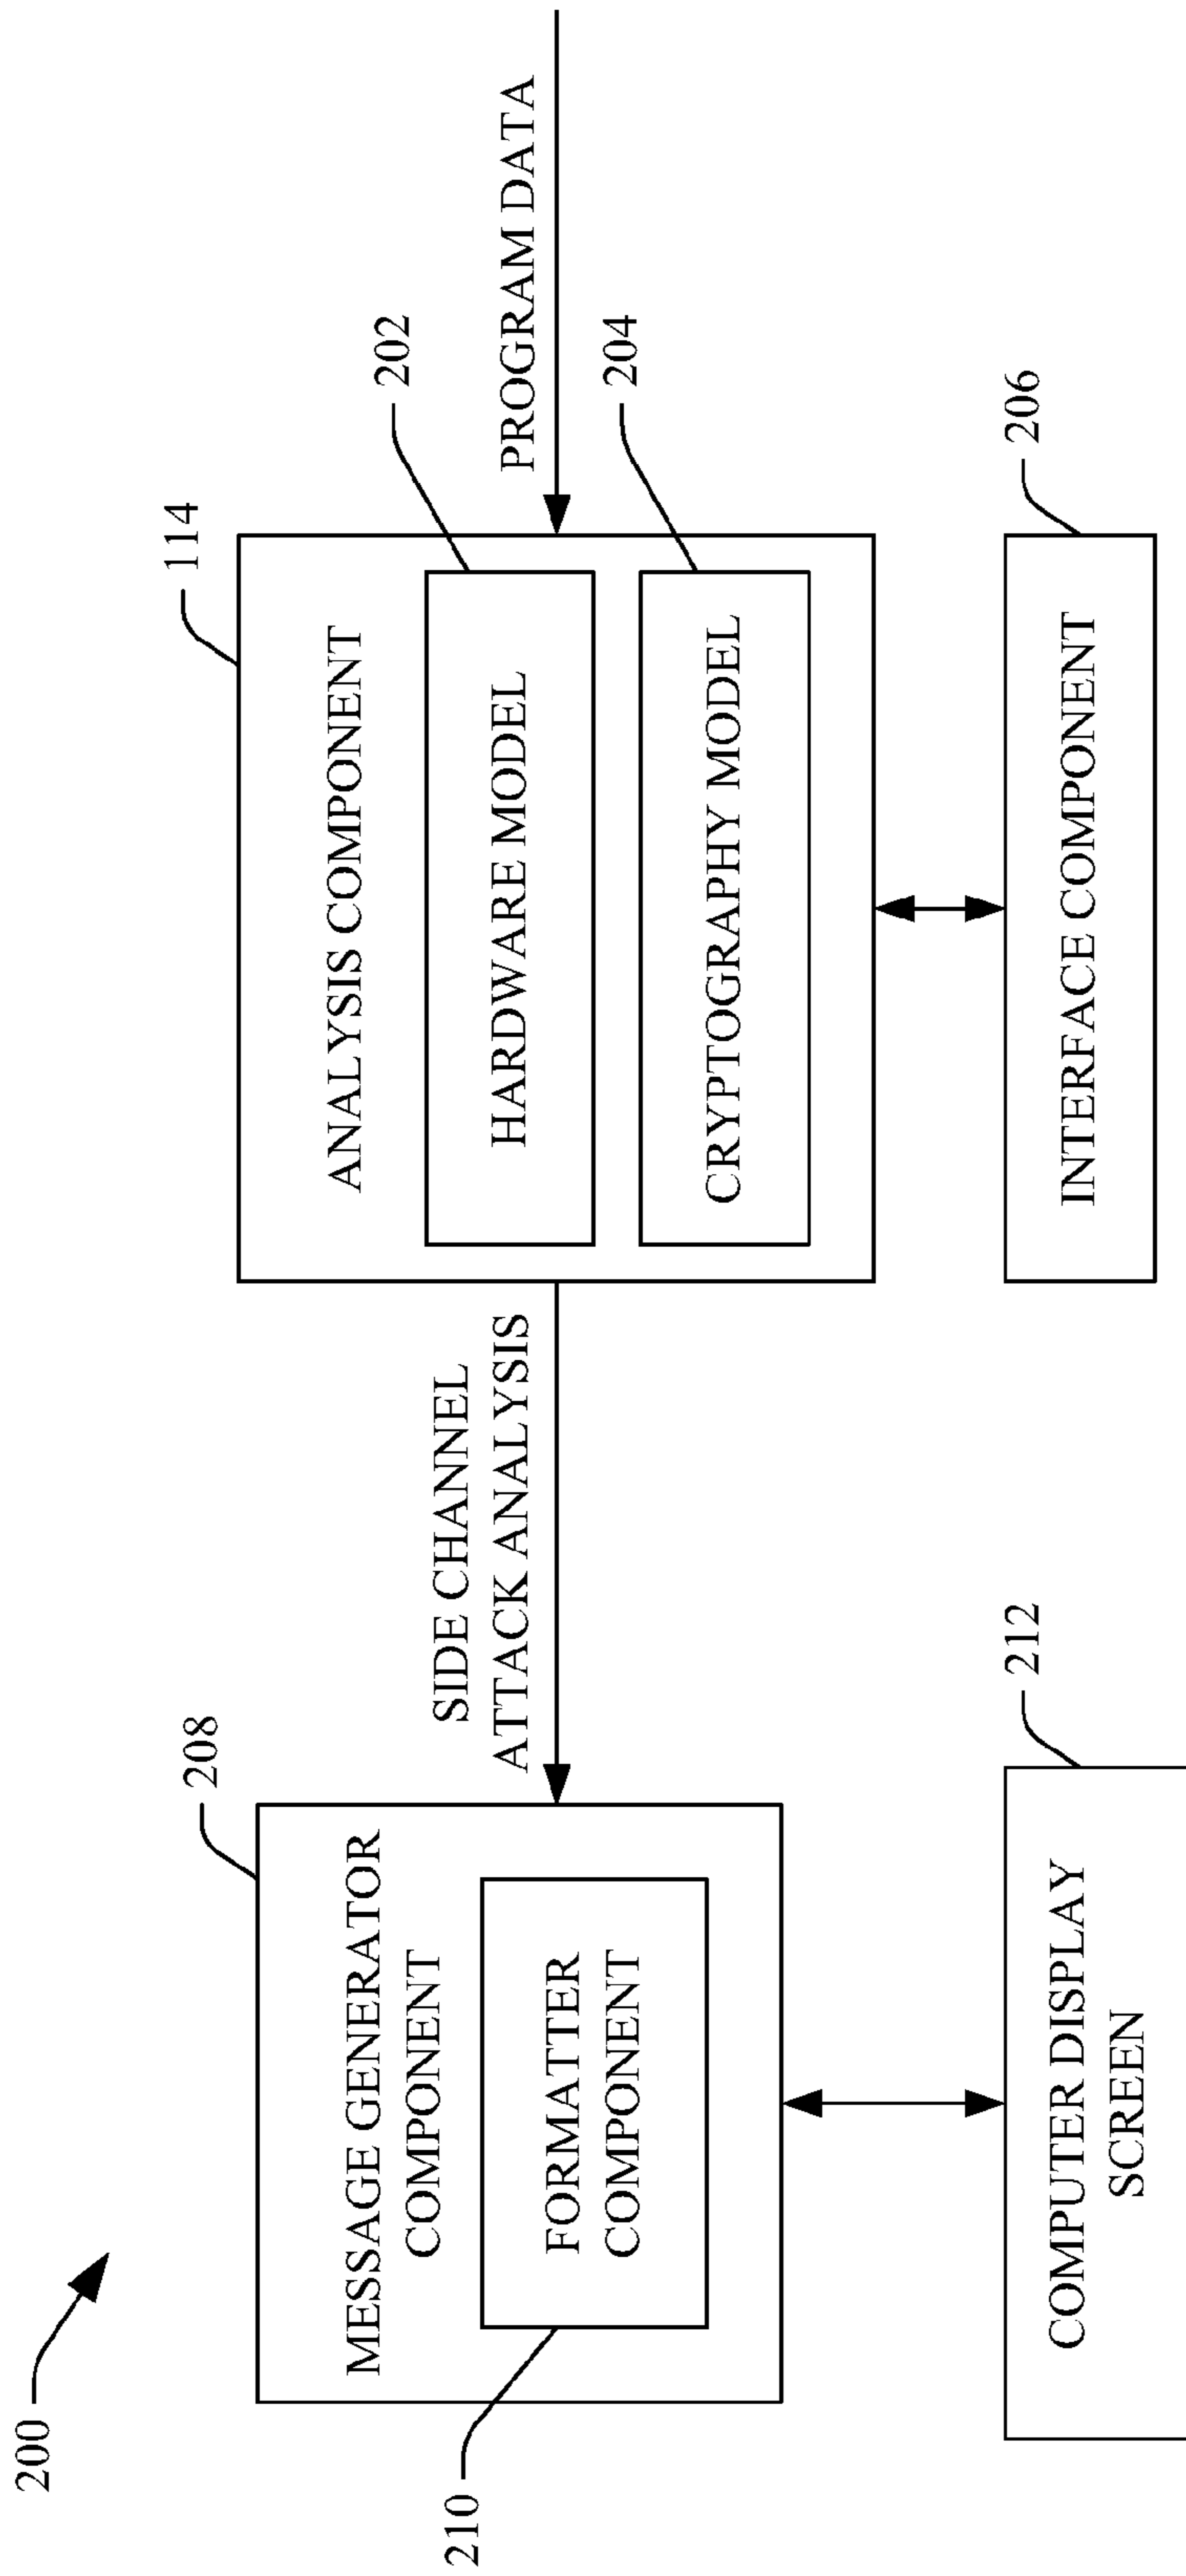 200
208
MESSAGE GENERATOR
COMPONENT
FORMATTER
COMPONENT
210
SIDE CHANNEL
ATTACK ANALYSIS
114
ANALYSIS COMPONENT
202
HARDWARE MODEL
204
CRYPTOGRAPHY MODEL
PROGRAM DATA
212
COMPUTER DISPLAY
SCREEN
206
INTERFACE COMPONENT